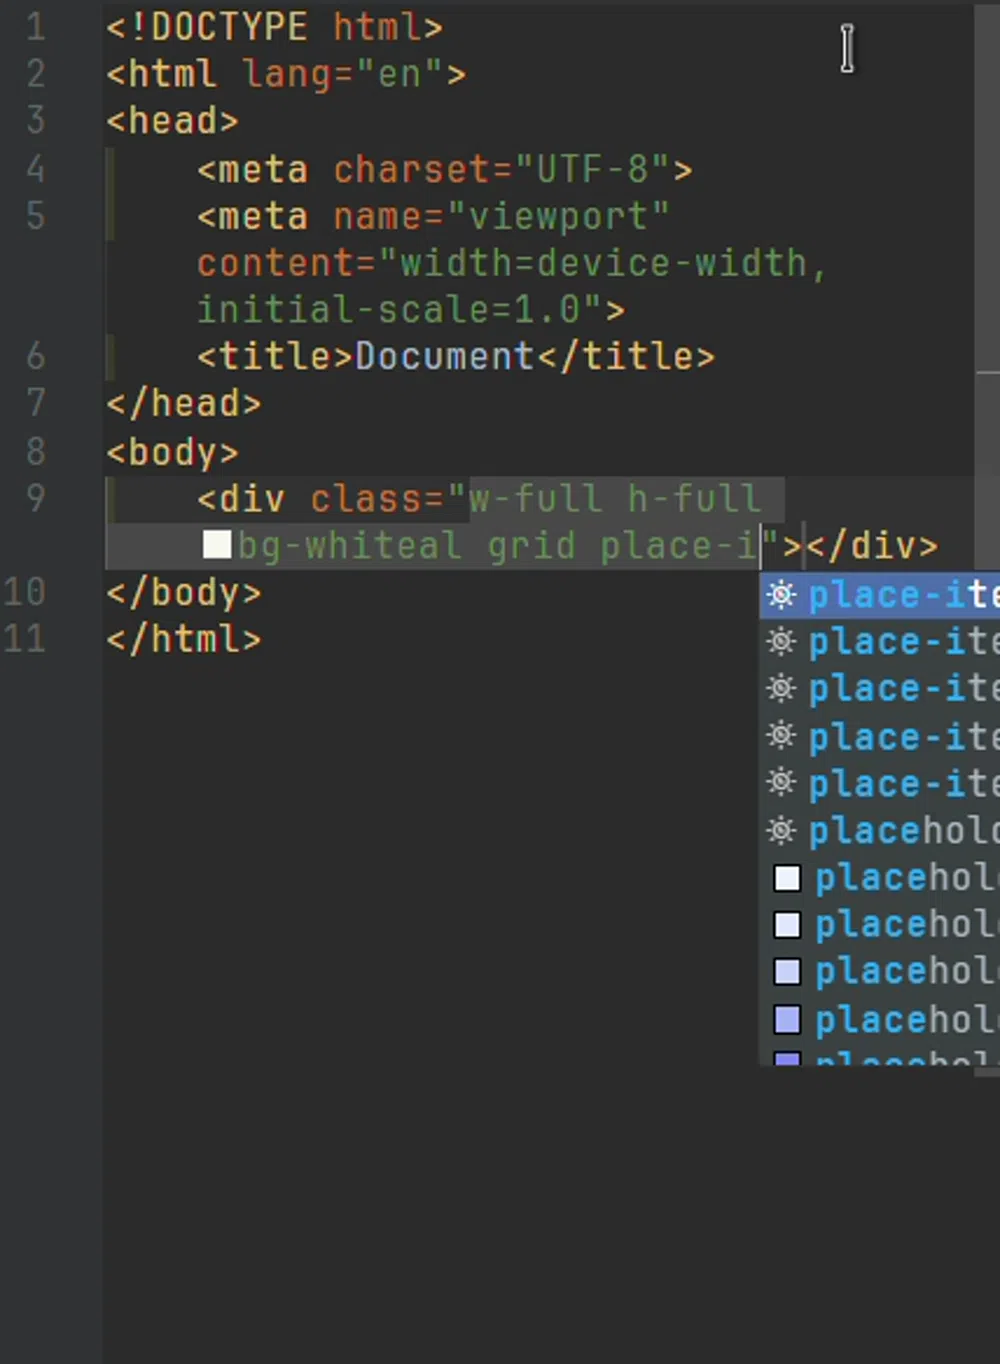 1 <!DOCTYPE html>
2 <html lang="en">
3 <head>
4 <meta charset="UTF-8">
5 <meta name="viewport"
content="width=device-width,
initial-scale=1.0">
6 <title>Document</title>
7 </head>
8 <body>
9 <div class="w-full h-full
bg-whiteal grid place-i"></div>
10 </body>
11 </html>
place-ite
place-ite
place-ite
place-ite
place-ite
placehold
placehol
placehol
placehol
placehol
placehol